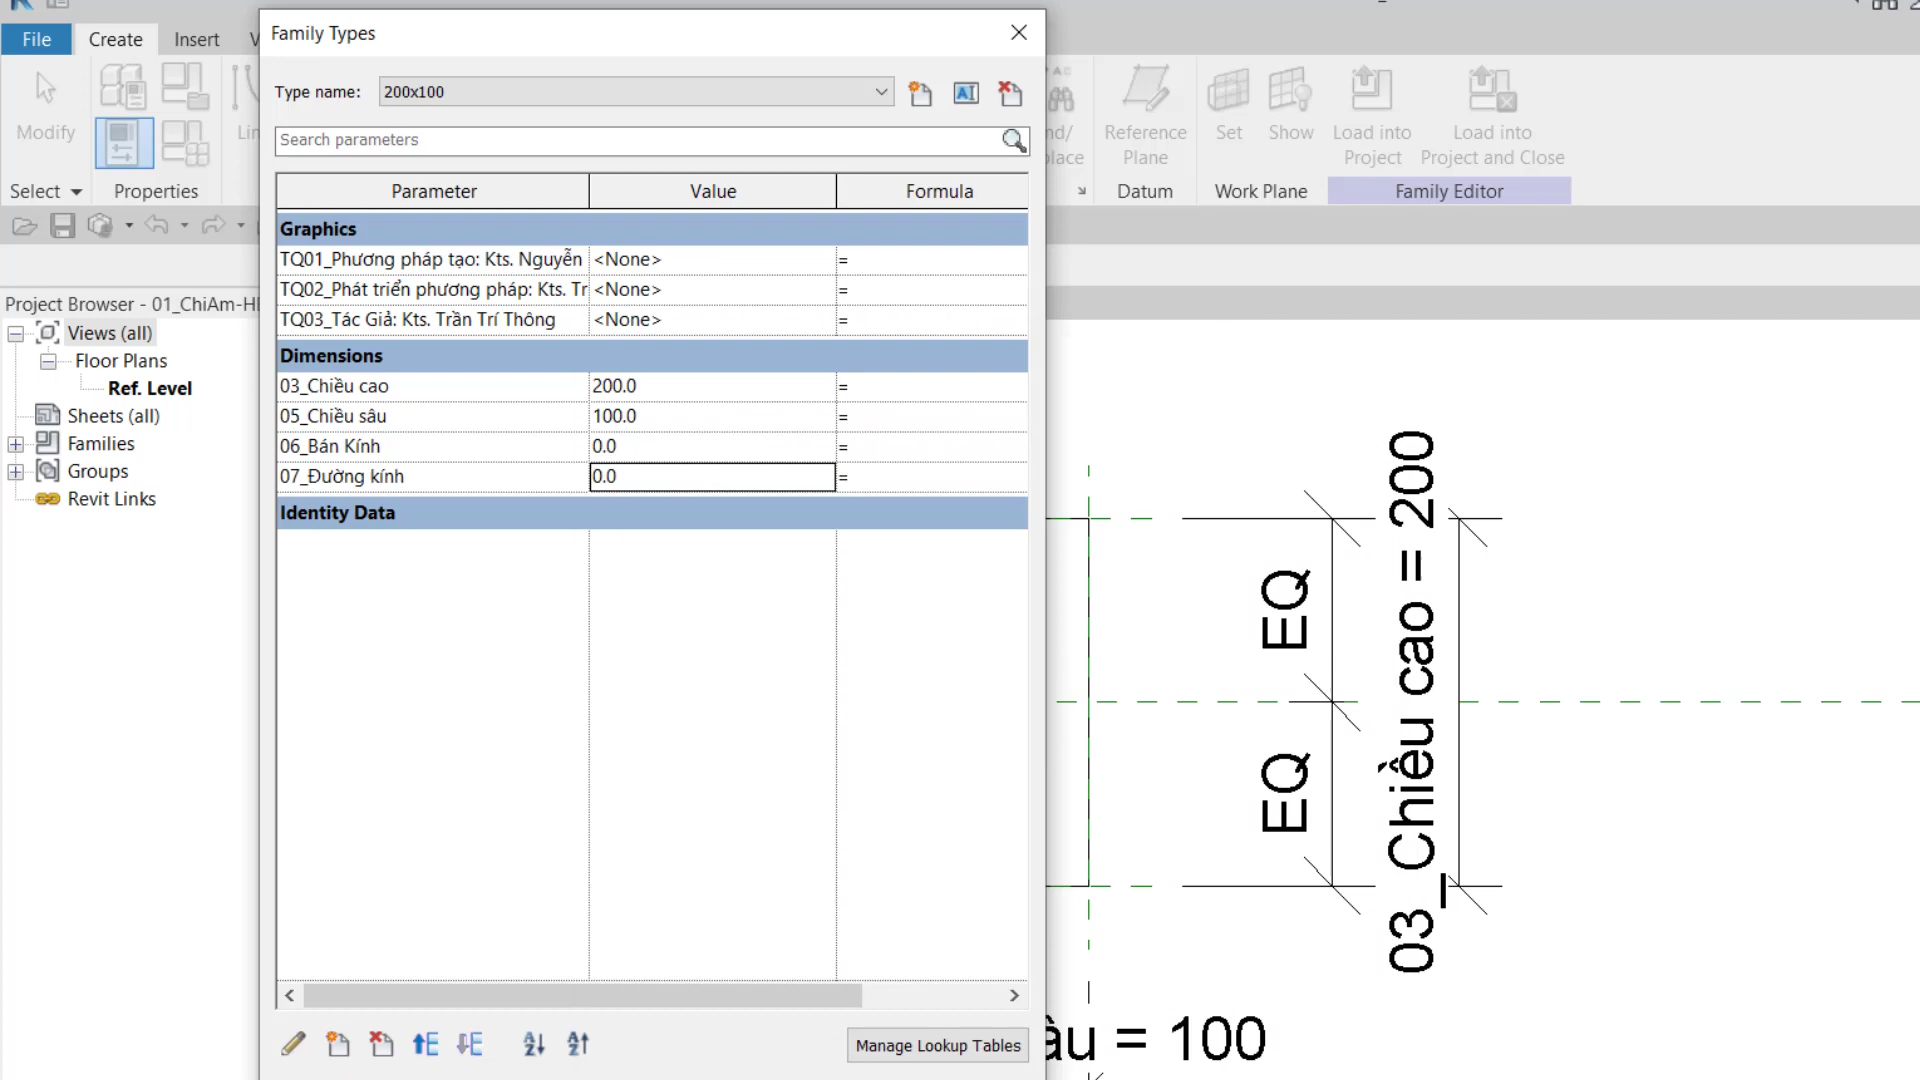 Family Types
File
Create
Insert
Type name:
200x100
Search parameters
Modify
Reference
Plane
Set
Show
Load into
Project
Load into
Project and Close
Select
Properties
Datum
Work Plane
Family Editor
Parameter
Value
Formula
Graphics
TQ01_Phương pháp tạo: Kts. Nguyễn
<None>
=
TQ02_Phát triển phương pháp: Kts. Tr
<None>
=
TQ03_Tác Giả: Kts. Trần Trí Thông
<None>
=
Dimensions
03_Chiều cao
200.0
=
05_Chiều sâu
100.0
=
06_Bán Kính
0.0
=
07_Đường kính
0.0
=
Identity Data
Manage Lookup Tables
Project Browser - 01_ChiAm-H
Views (all)
Floor Plans
Ref. Level
Sheets (all)
Families
Groups
Revit Links
EQ
EQ
03_Chiều cao = 200
âu = 100